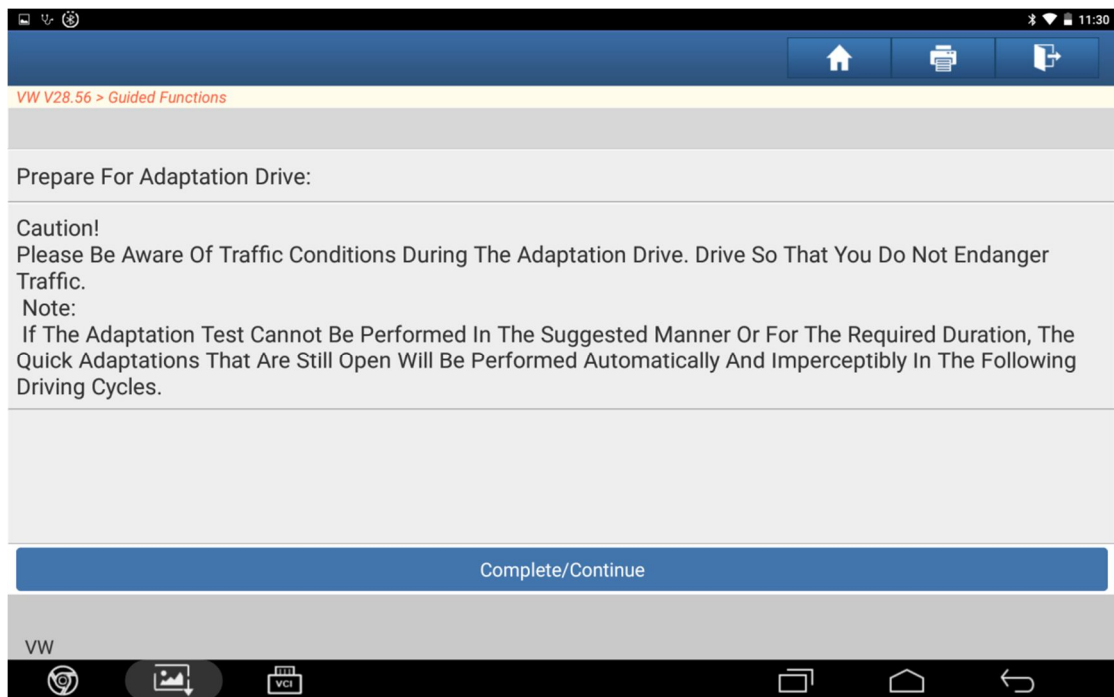 11:30
VW V28.56 > Guided Functions
Prepare For Adaptation Drive:
Caution!
Please Be Aware Of Traffic Conditions During The Adaptation Drive. Drive So That You Do Not Endanger
Traffic.
Note:
If The Adaptation Test Cannot Be Performed In The Suggested Manner Or For The Required Duration, The
Quick Adaptations That Are Still Open Will Be Performed Automatically And Imperceptibly In The Following
Driving Cycles.
Complete/Continue
VW
VCI